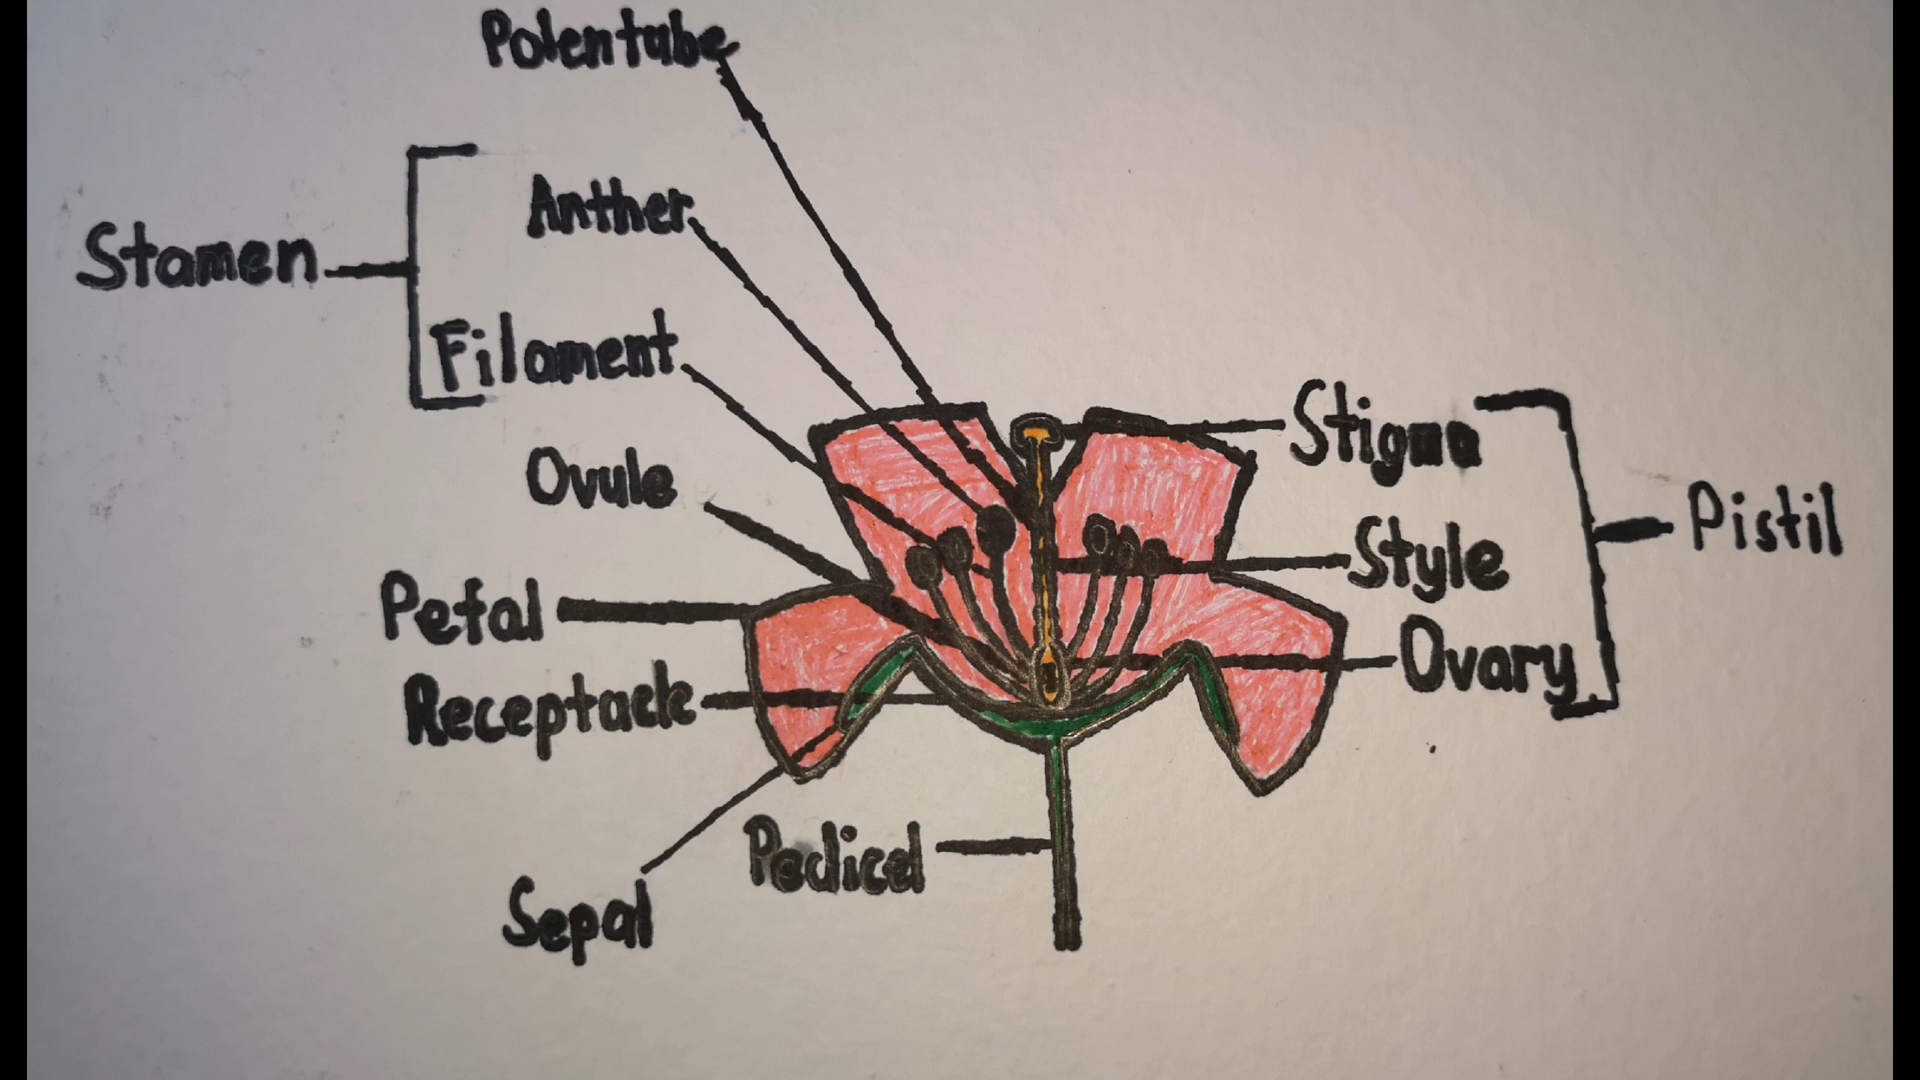 Polentube
Anther
Stamen
Filament
Stigma
Ovule
Pistil
Style
Petal
Ovary
Receptacle
Pedicel
Sepal